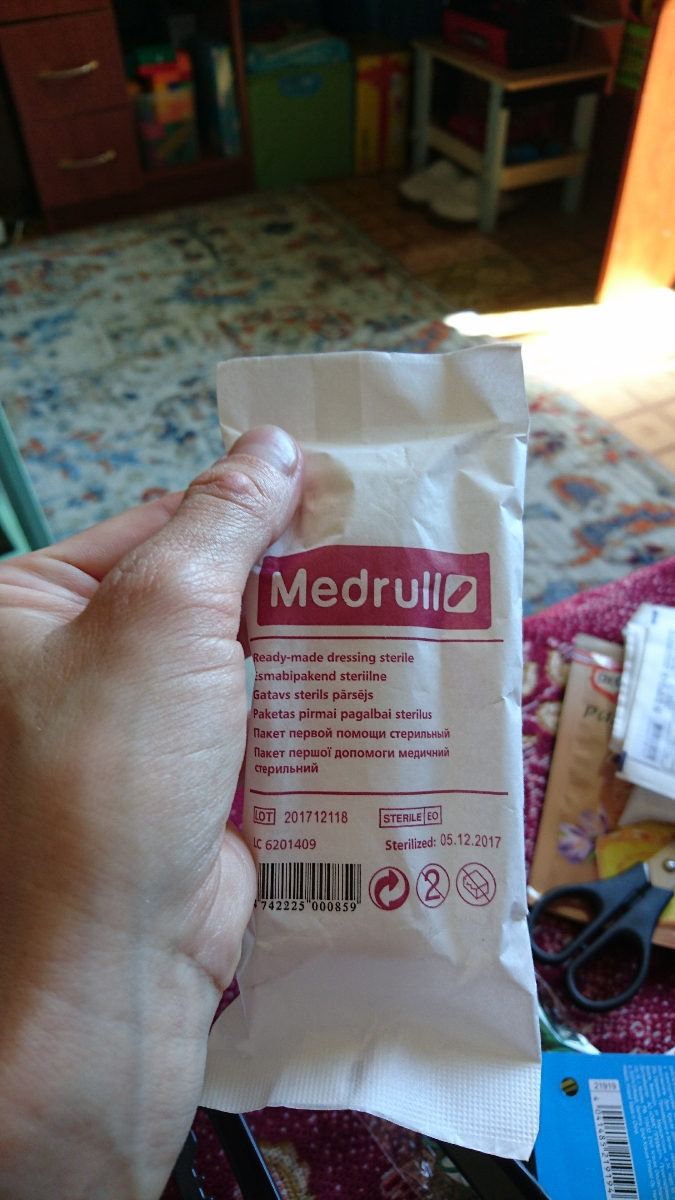 Medrull
Ready-made dressing sterile
Esmabipakend steriilne
Gatavs sterils pārsējs
Paketas pirmai pagalbai sterilus
Пакет первой помощи стерильный
Пакет першої допомоги медичний
стерильний
LOT 201712118 STERILE EO
LC 6201409 Sterilized: 05.12.2017
4 742225 000859
2
21919